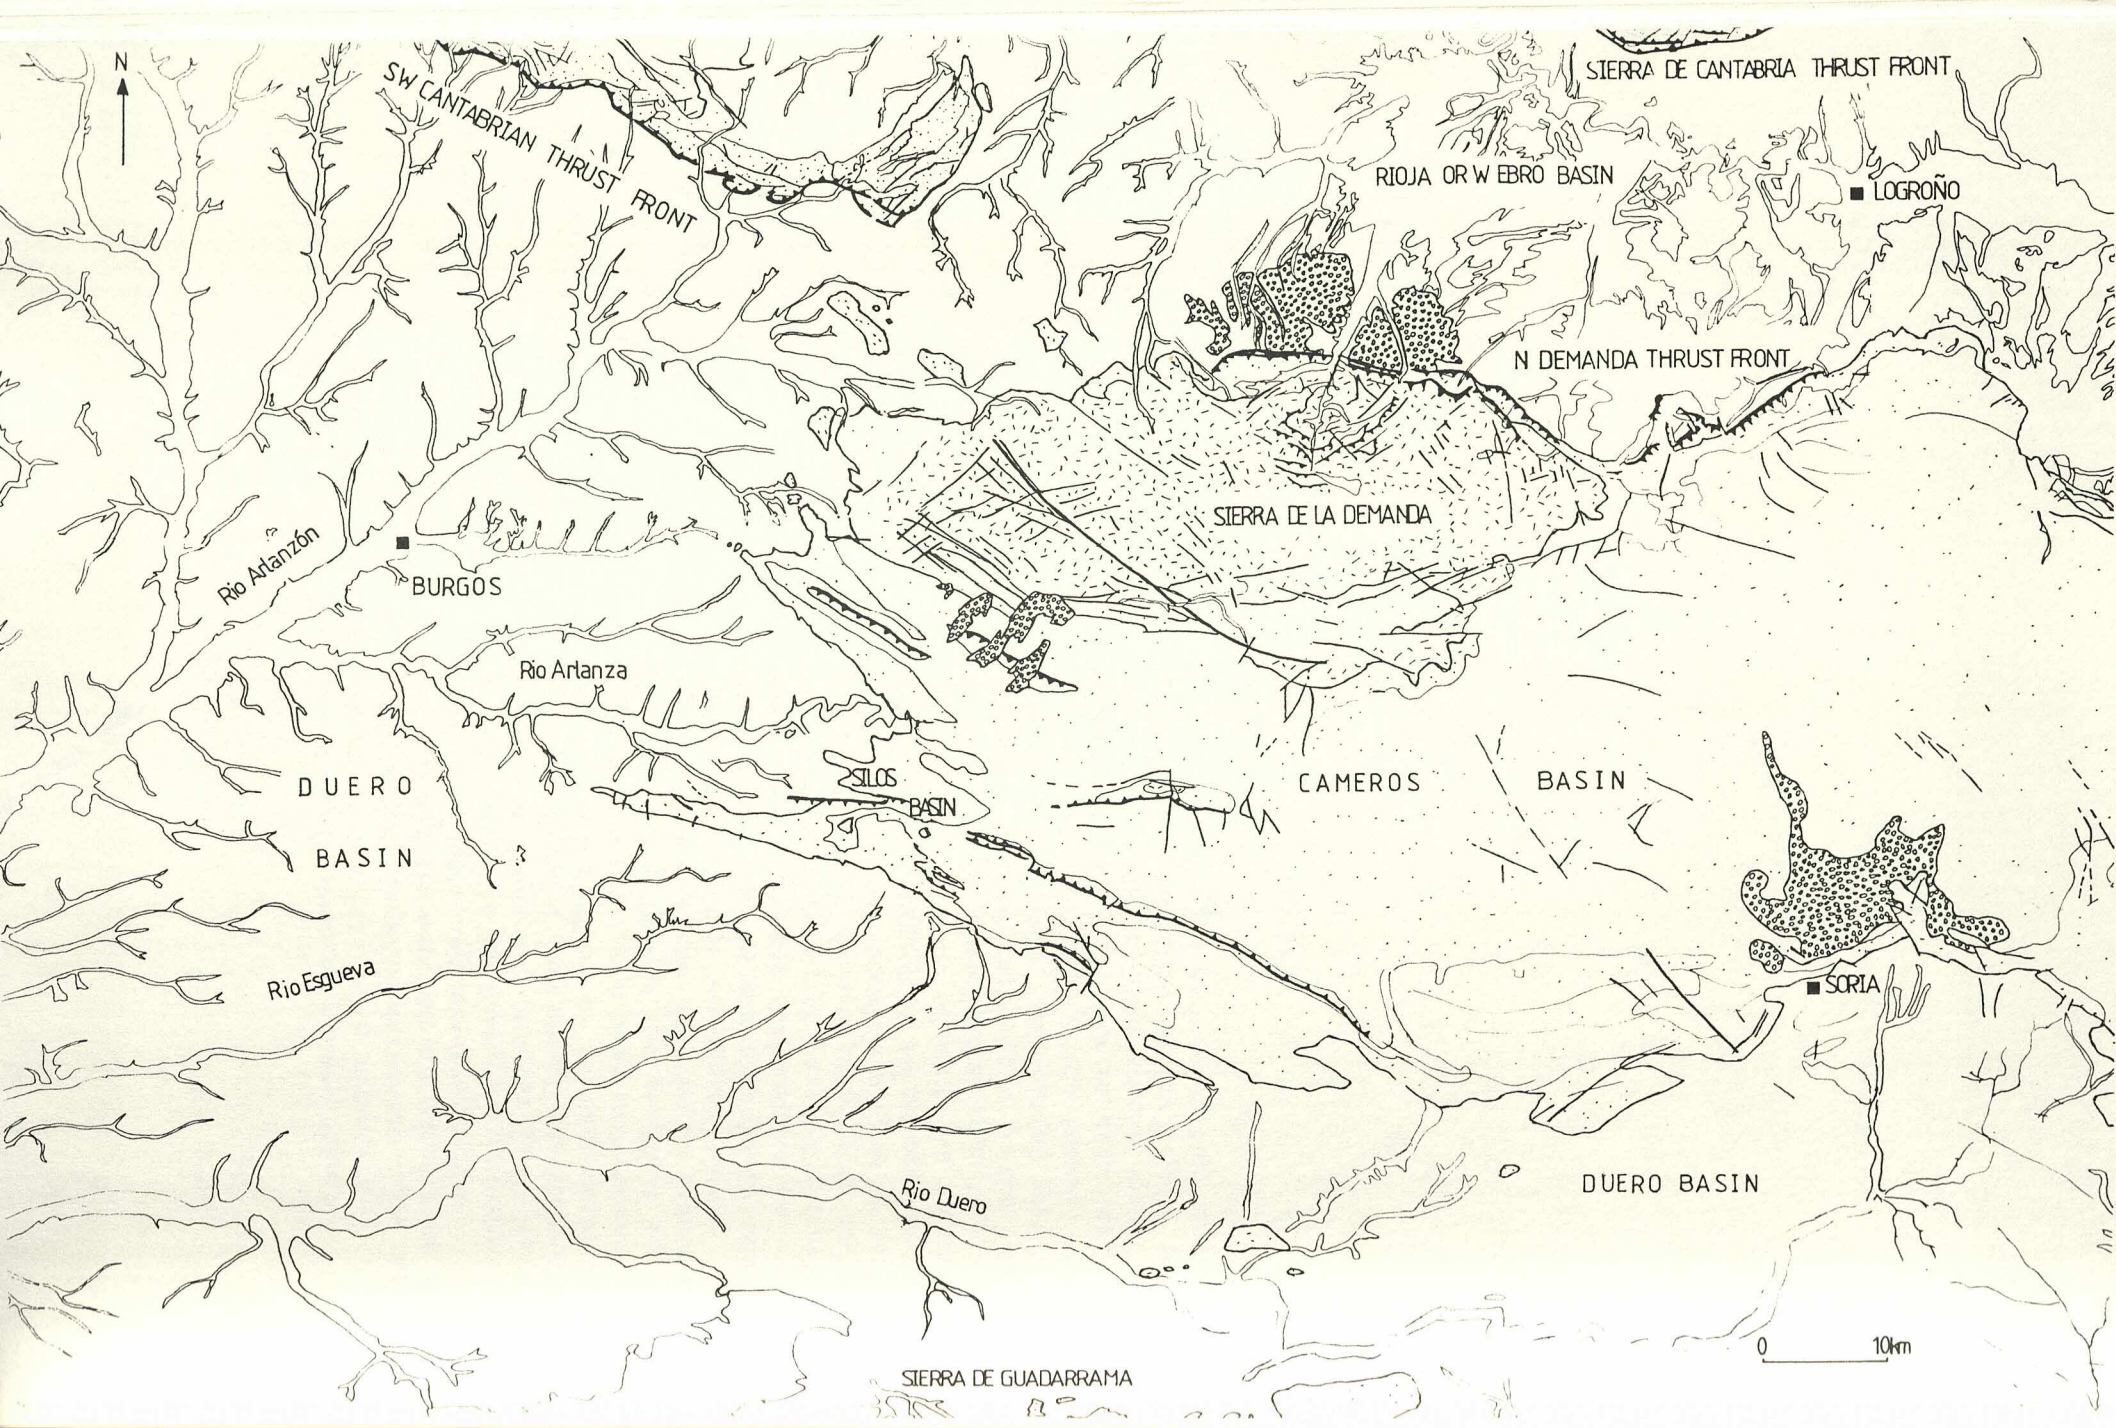 N
SW CANTABRIAN THRUST FRONT
SIERRA DE CANTABRIA THRUST FRONT
RIOJA OR W EBRO BASIN
LOGROÑO
N DEMANDA THRUST FRONT
SIERRA DE LA DEMANDA
Rio Arlanzón
BURGOS
Rio Arlanza
DUERO
BASIN
SILOS
BASIN
CAMEROS BASIN
Rio Esgueva
SORIA
DUERO BASIN
Rio Duero
0 10km
SIERRA DE GUADARRAMA